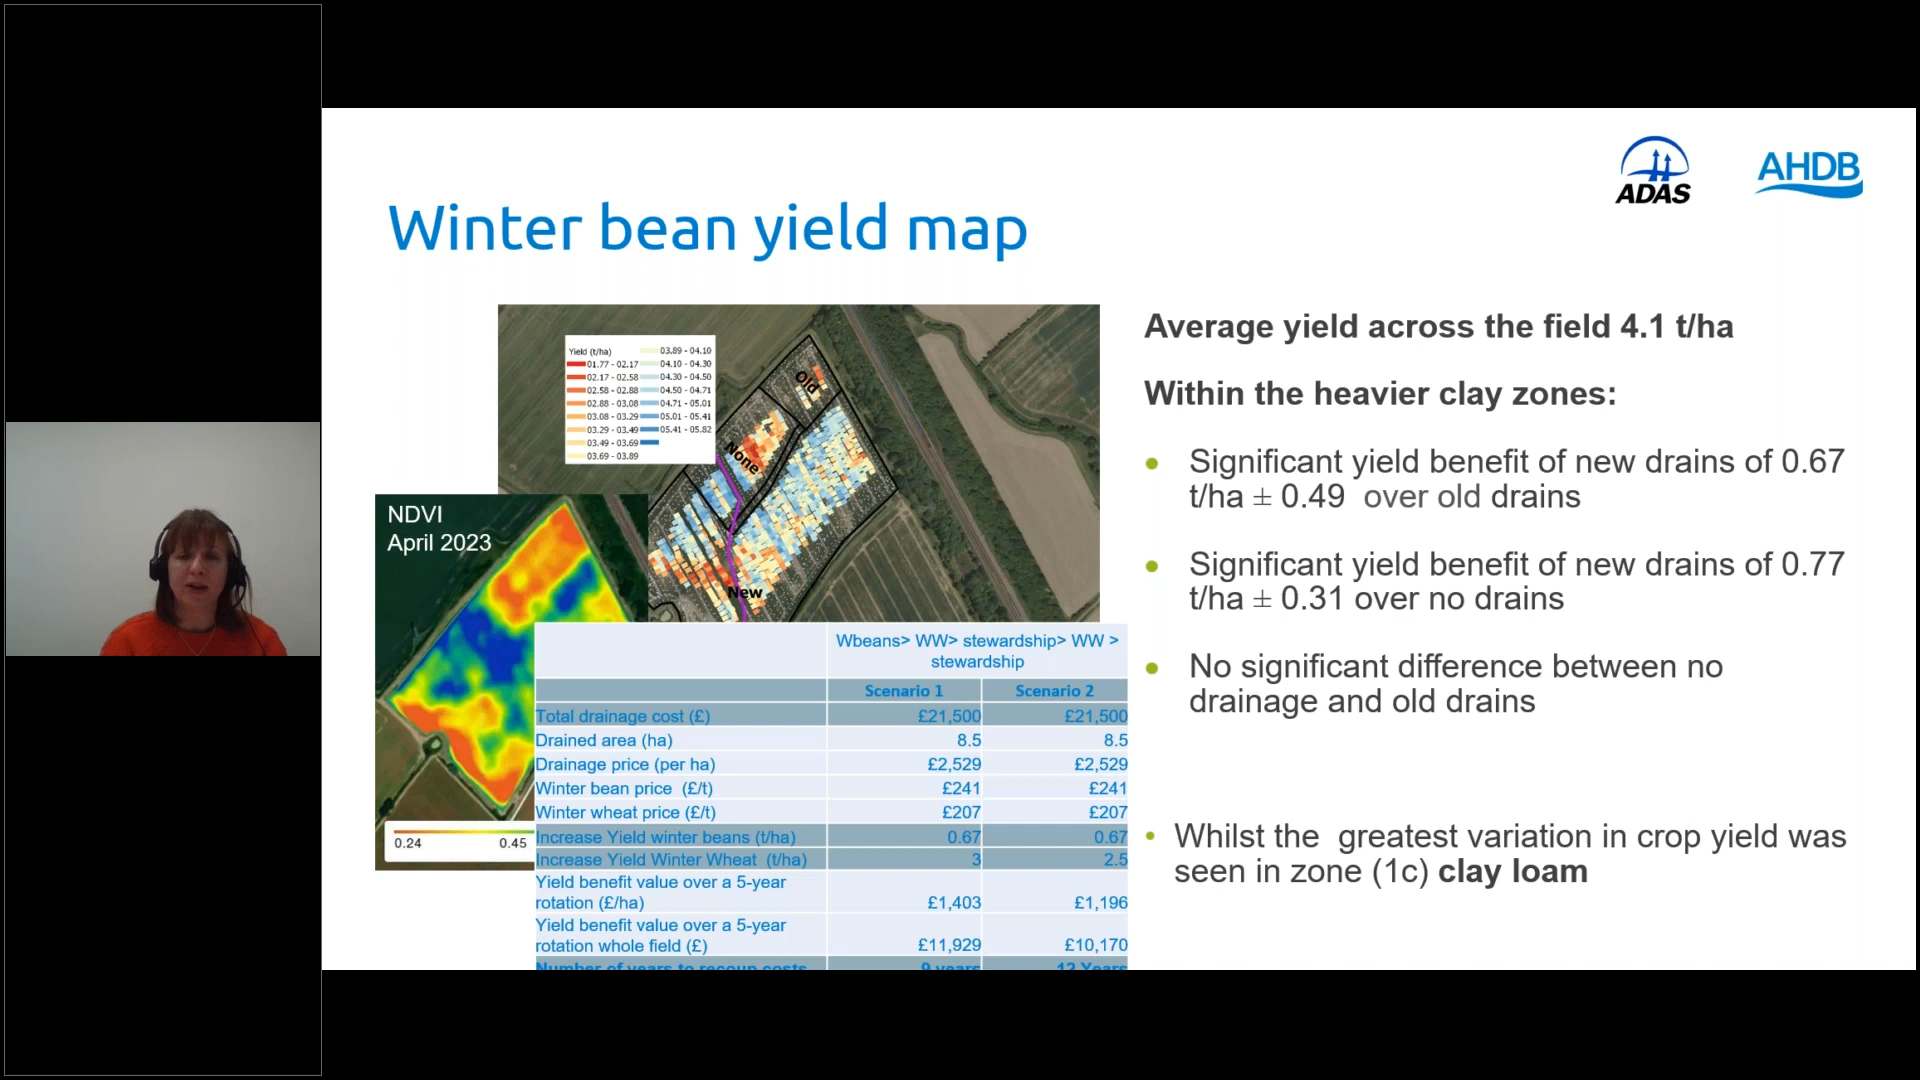 ADAS
AHDB
Winter bean yield map
Yield (t/ha)
01.77 - 02.17
02.17 - 02.58
02.58 - 02.88
02.88 - 03.08
03.08 - 03.29
03.29 - 03.49
03.49 - 03.69
03.69 - 03.89
03.89 - 04.10
04.10 - 04.30
04.30 - 04.50
04.50 - 04.71
04.71 - 05.01
05.01 - 05.41
05.41 - 05.82
Old
None
New
NDVI
April 2023
0.24 0.45
Wbeans> WW> stewardship> WW >
stewardship
Scenario 1 Scenario 2
Total drainage cost (£) £21,500 £21,500
Drained area (ha) 8.5 8.5
Drainage price (per ha) £2,529 £2,529
Winter bean price (£/t) £241 £241
Winter wheat price (£/t) £207 £207
Increase Yield winter beans (t/ha) 0.67 0.67
Increase Yield Winter Wheat (t/ha) 3 2.5
Yield benefit value over a 5-year
rotation (£/ha) £1,403 £1,196
Yield benefit value over a 5-year
rotation whole field (£) £11,929 £10,170
Number of years to recoup costs 9 years 12 Years
Average yield across the field 4.1 t/ha
Within the heavier clay zones:
• Significant yield benefit of new drains of 0.67
t/ha ± 0.49 over old drains
• Significant yield benefit of new drains of 0.77
t/ha ± 0.31 over no drains
• No significant difference between no
drainage and old drains
• Whilst the greatest variation in crop yield was
seen in zone (1c) clay loam